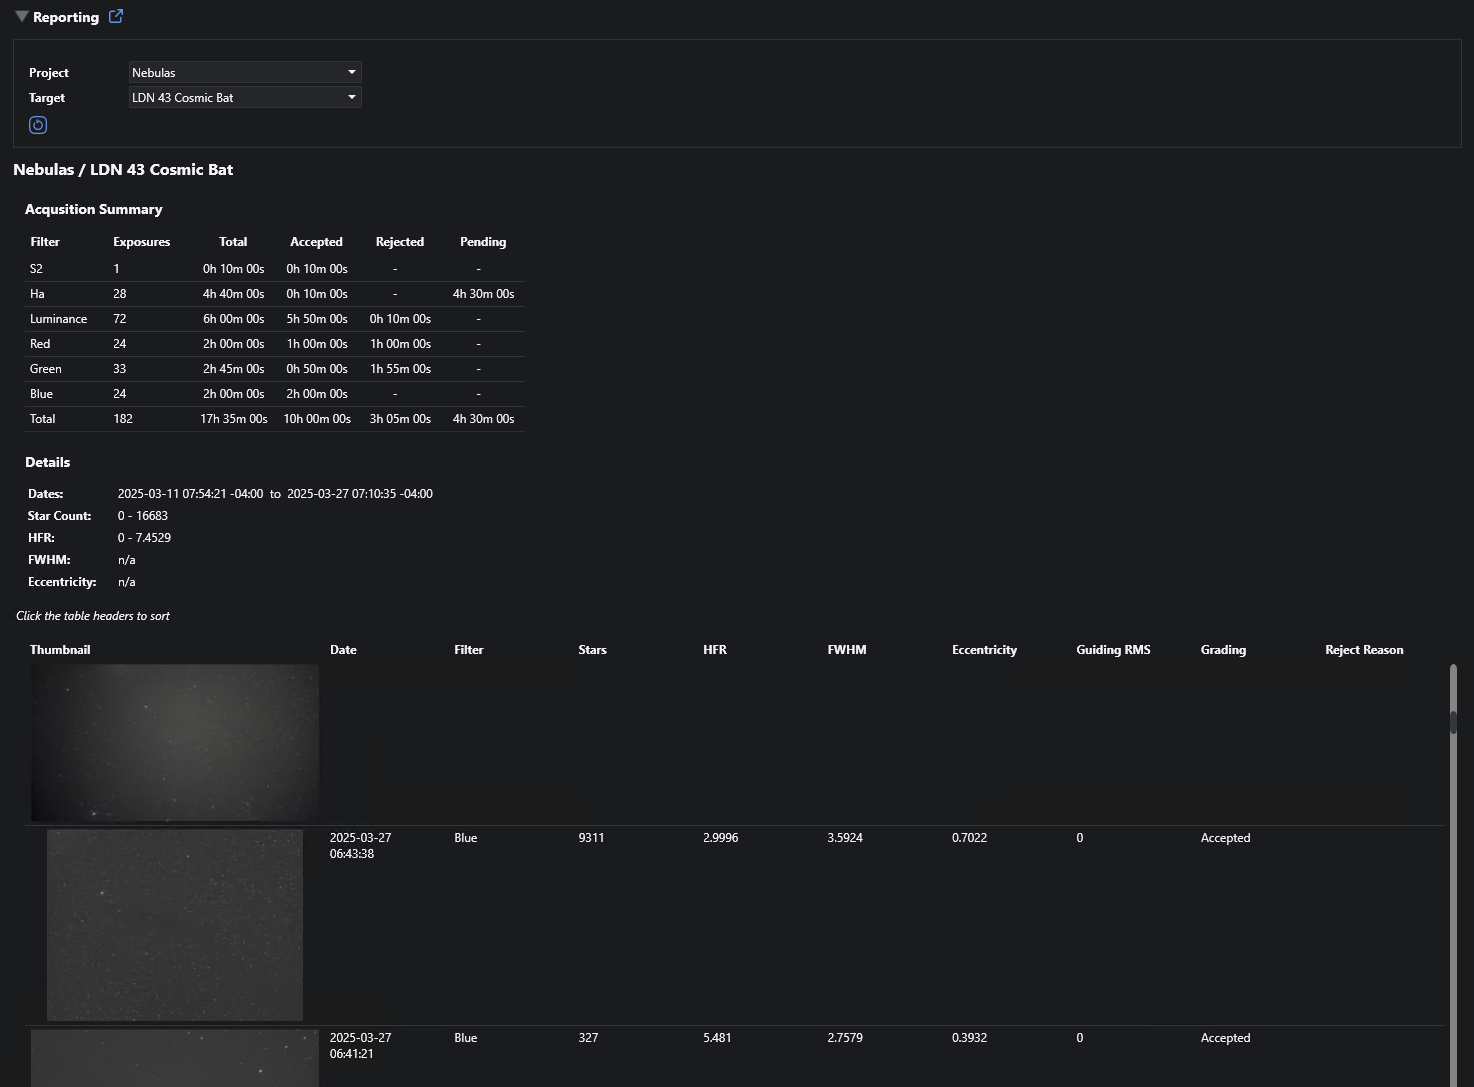 Reporting
Project Nebulas
Target LDN 43 Cosmic Bat
Nebulas / LDN 43 Cosmic Bat
Acqusition Summary
Filter Exposures Total Accepted Rejected Pending
S2 1 0h 10m 00s 0h 10m 00s - -
Ha 28 4h 40m 00s 0h 10m 00s - 4h 30m 00s
Luminance 72 6h 00m 00s 5h 50m 00s 0h 10m 00s -
Red 24 2h 00m 00s 1h 00m 00s 1h 00m 00s -
Green 33 2h 45m 00s 0h 50m 00s 1h 55m 00s -
Blue 24 2h 00m 00s 2h 00m 00s - -
Total 182 17h 35m 00s 10h 00m 00s 3h 05m 00s 4h 30m 00s
Details
Dates: 2025-03-11 07:54:21 -04:00 to 2025-03-27 07:10:35 -04:00
Star Count: 0 - 16683
HFR: 0 - 7.4529
FWHM: n/a
Eccentricity: n/a
Click the table headers to sort
Thumbnail Date Filter Stars HFR FWHM Eccentricity Guiding RMS Grading Reject Reason
2025-03-27 Blue 9311 2.9996 3.5924 0.7022 0 Accepted
06:43:38
2025-03-27 Blue 327 5.481 2.7579 0.3932 0 Accepted
06:41:21